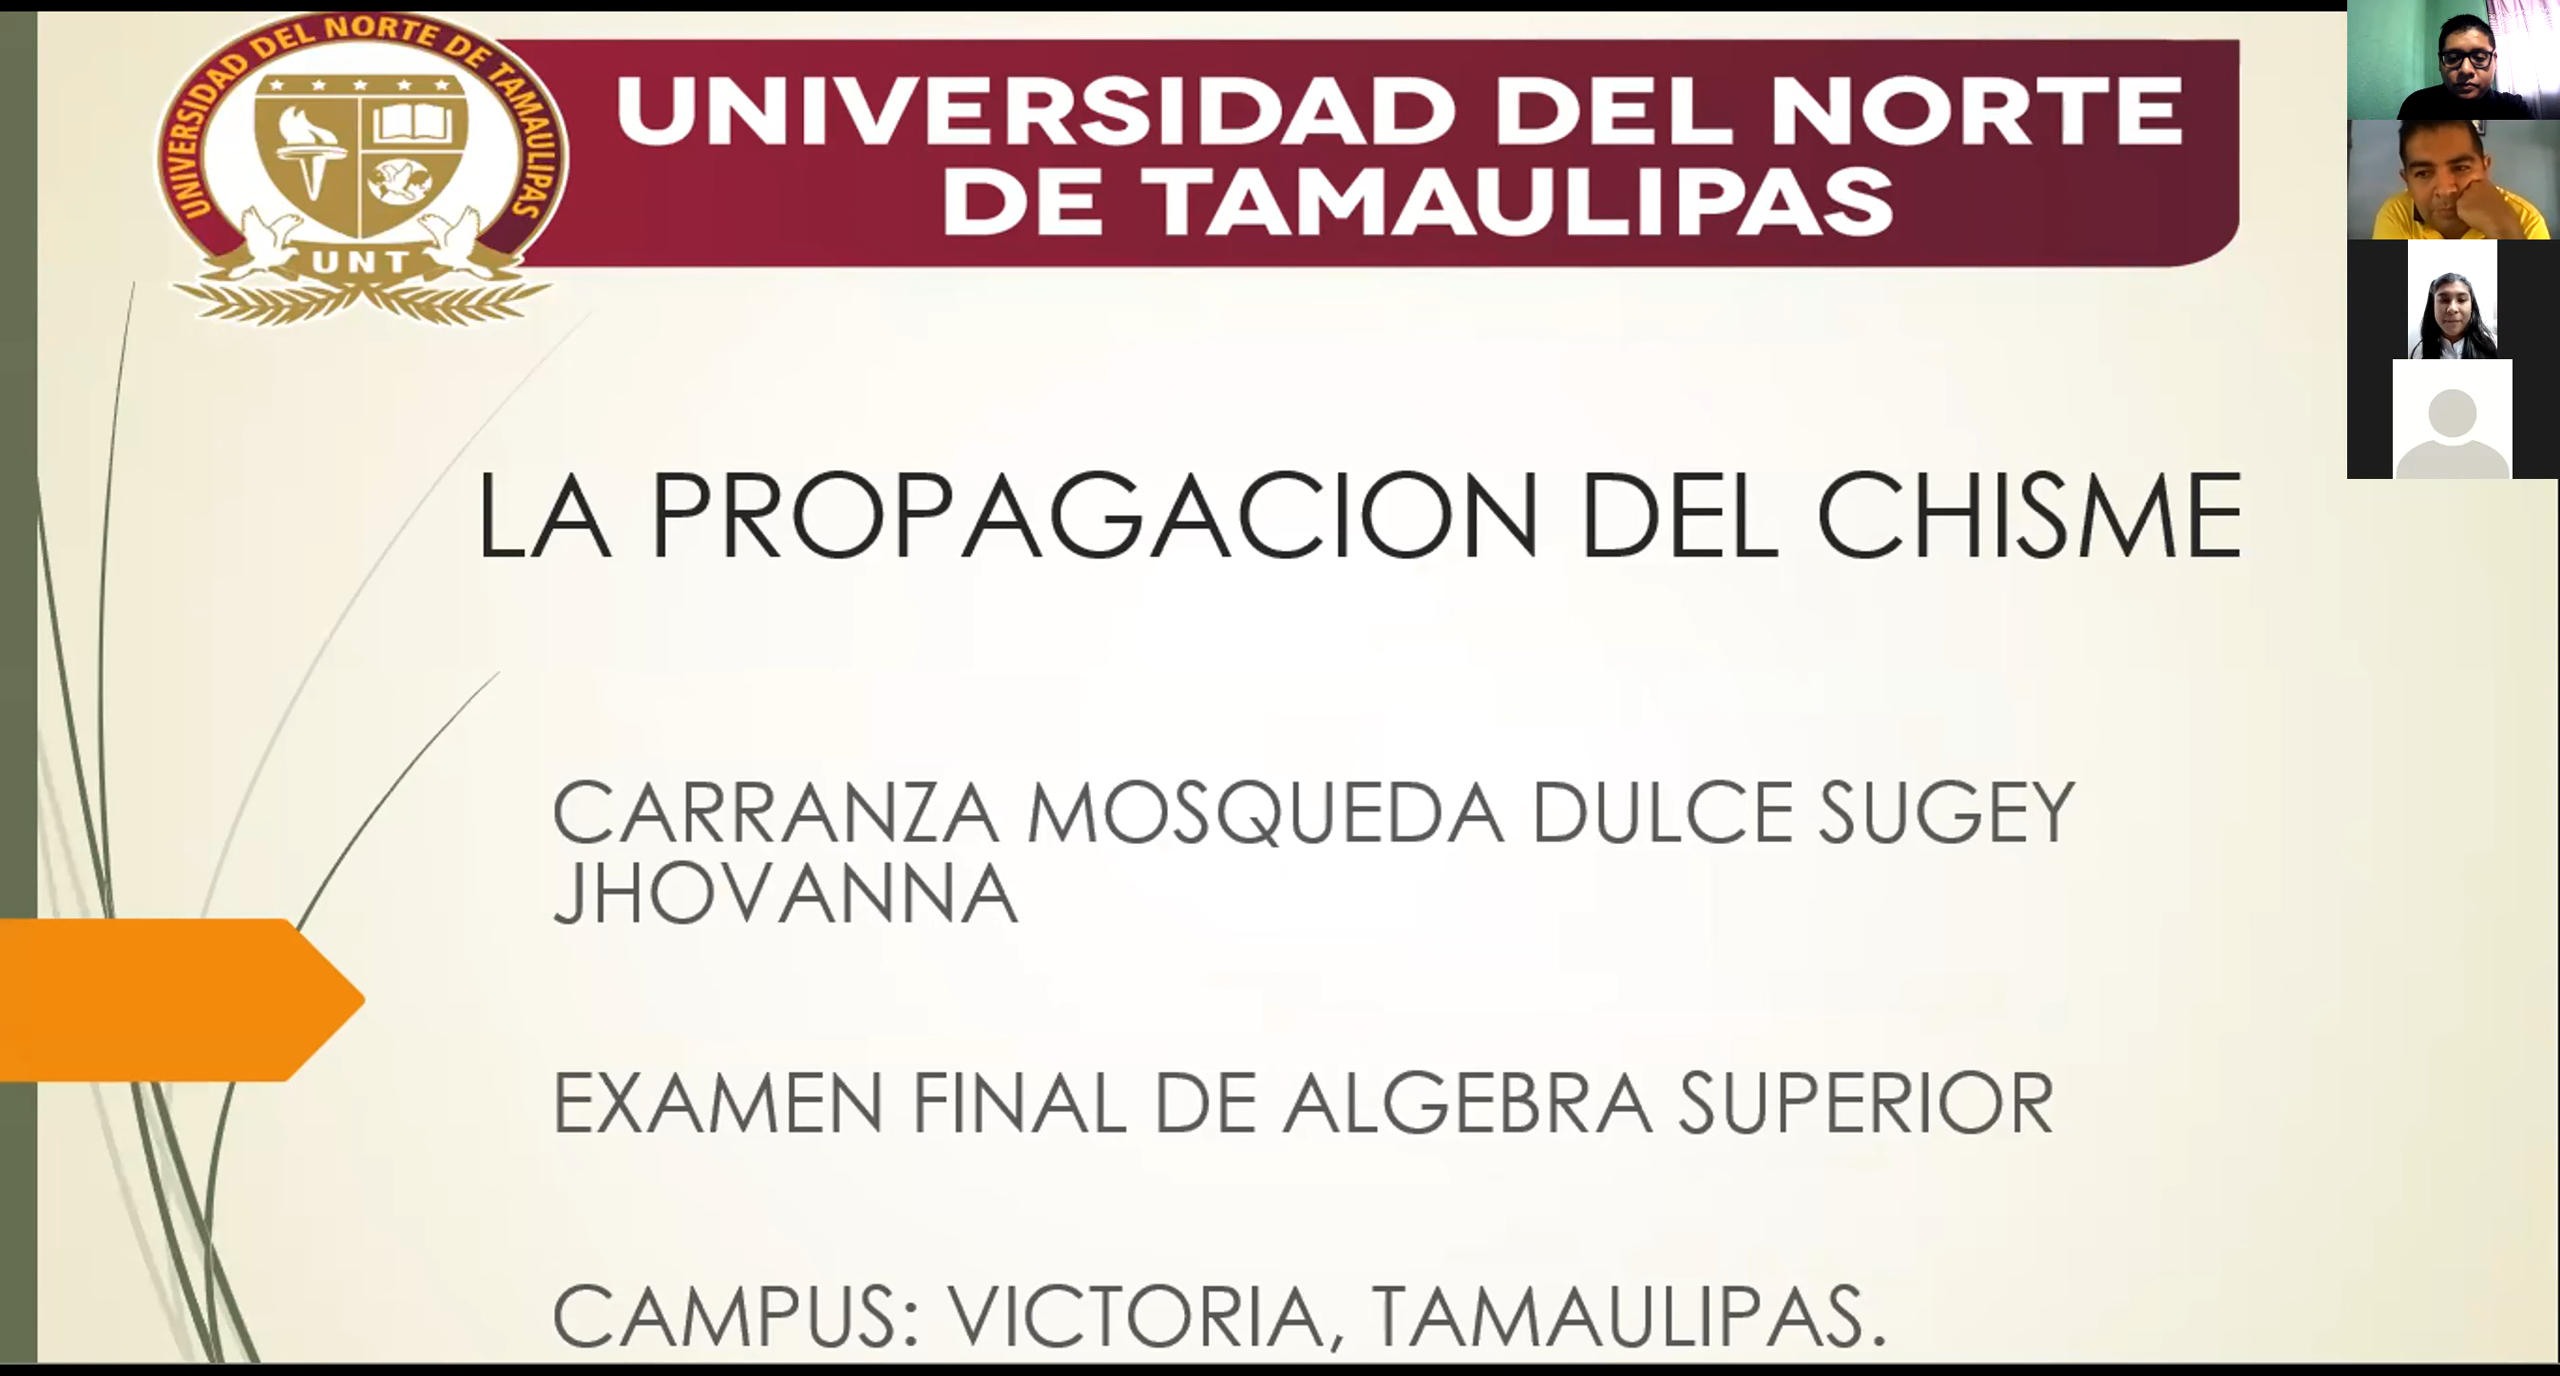 UNIVERSIDAD DEL NORTE DE TAMAULIPAS
UNT
UNIVERSIDAD DEL NORTE
DE TAMAULIPAS
LA PROPAGACION DEL CHISME
CARRANZA MOSQUEDA DULCE SUGEY
JHOVANNA
EXAMEN FINAL DE ALGEBRA SUPERIOR
CAMPUS: VICTORIA, TAMAULIPAS.